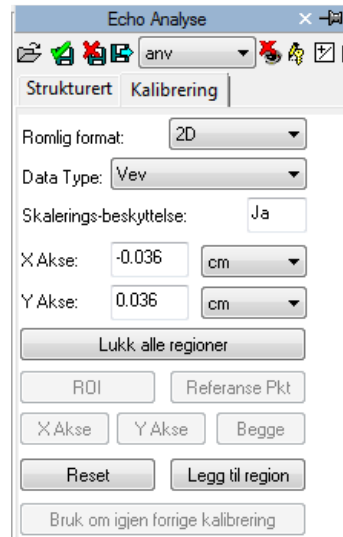 Echo Analyse
anv
Strukturert Kalibrering
Romlig format: 2D
Data Type: Vev
Skalerings-beskyttelse: Ja
X Akse: -0.036 cm
Y Akse: 0.036 cm
Lukk alle regioner
ROI Referanse Pkt
X Akse Y Akse Begge
Reset Legg til region
Bruk om igjen forrige kalibrering